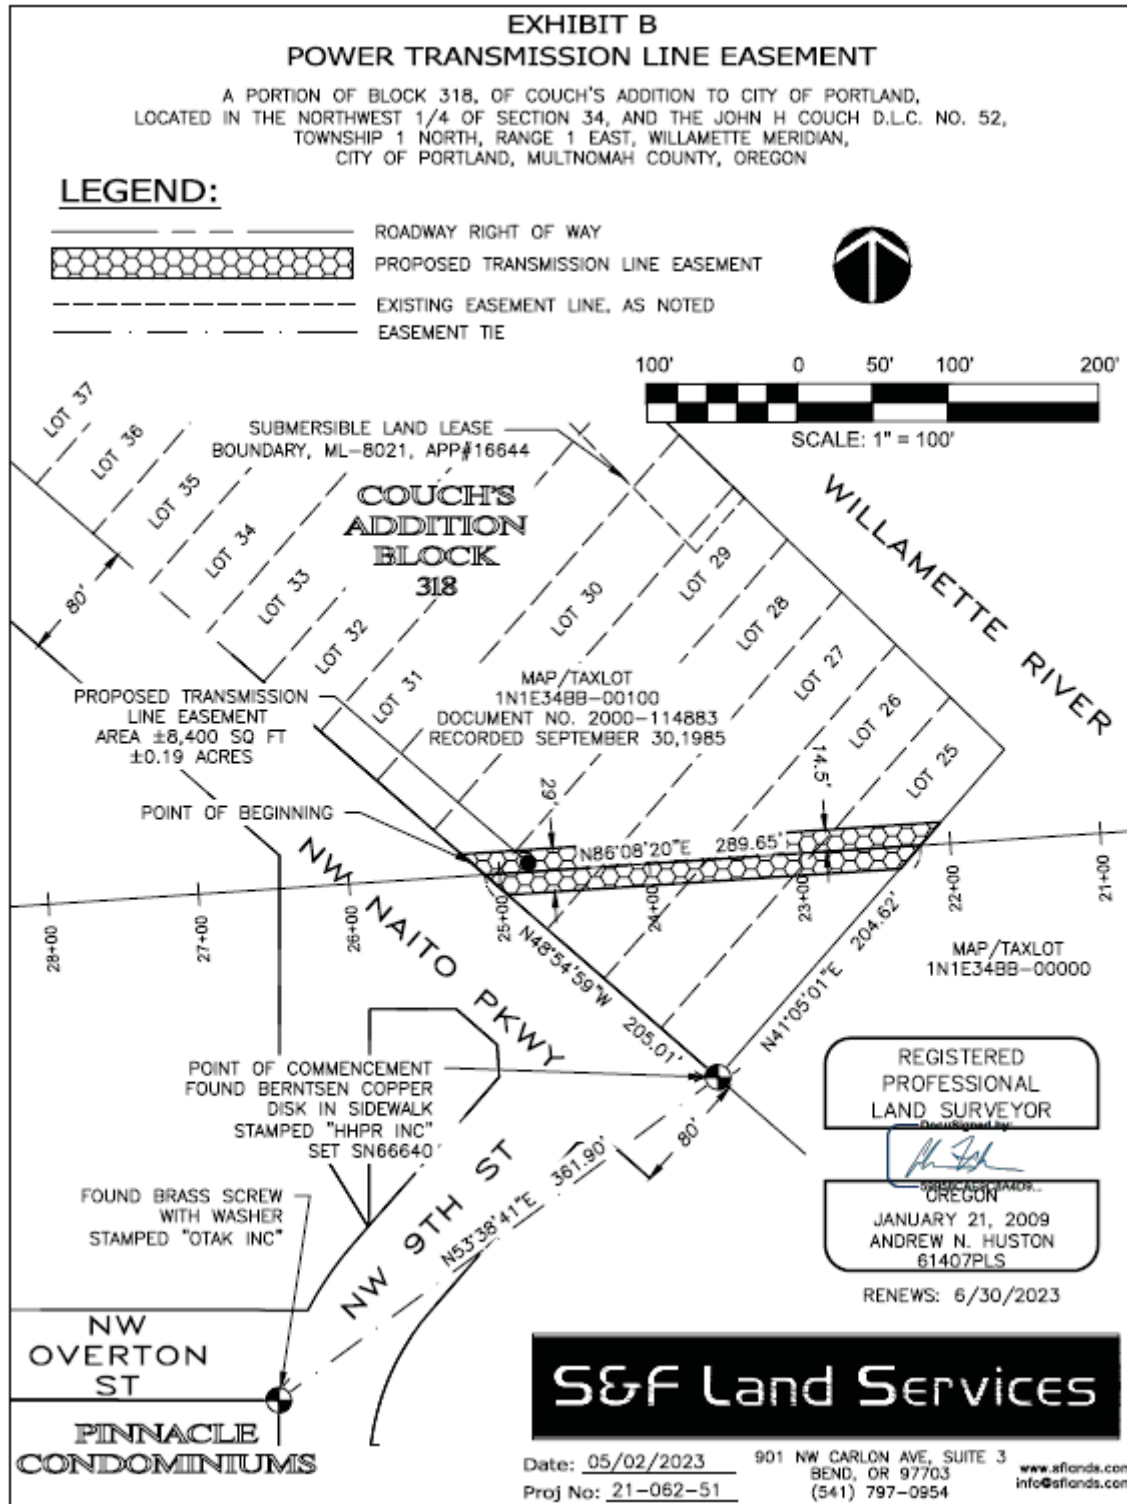 EXHIBIT B
POWER TRANSMISSION LINE EASEMENT
A PORTION OF BLOCK 318, OF COUCH'S ADDITION TO CITY OF PORTLAND,
LOCATED IN THE NORTHWEST 1/4 OF SECTION 34, AND THE JOHN H COUCH D.L.C. NO. 52,
TOWNSHIP 1 NORTH, RANGE 1 EAST, WILLAMETTE MERIDIAN,
CITY OF PORTLAND, MULTNOMAH COUNTY, OREGON
LEGEND:
ROADWAY RIGHT OF WAY
PROPOSED TRANSMISSION LINE EASEMENT
EXISTING EASEMENT LINE, AS NOTED
EASEMENT TIE
100' 0 50' 100' 200'
SCALE: 1" = 100'
SUBMERSIBLE LAND LEASE
BOUNDARY, ML-8021, APP#16644
COUCH'S
ADDITION
BLOCK
318
WILLAMETTE RIVER
LOT 37
LOT 36
LOT 35
LOT 34
LOT 33
LOT 32
LOT 31
LOT 30
LOT 29
LOT 28
LOT 27
LOT 26
LOT 25
80'
MAP/TAXLOT
1N1E34BB-00100
DOCUMENT NO. 2000-114883
RECORDED SEPTEMBER 30,1985
PROPOSED TRANSMISSION
LINE EASEMENT
AREA ±8,400 SQ FT
±0.19 ACRES
POINT OF BEGINNING
29'
14.5'
N86°08'20"E 289.65'
28+00
27+00
26+00
25+00
24+00
23+00
22+00
21+00
NW NAITO PKWY
N48°54'59"W 205.01'
N41°05'01"E 204.62'
MAP/TAXLOT
1N1E34BB-00000
POINT OF COMMENCEMENT
FOUND BERNTSEN COPPER
DISK IN SIDEWALK
STAMPED "HHPR INC"
SET SN66640
80'
FOUND BRASS SCREW
WITH WASHER
STAMPED "OTAK INC"
NW 9TH ST
N53°38'41"E 361.90'
NW
OVERTON
ST
PINNACLE
CONDOMINIUMS
REGISTERED
PROFESSIONAL
LAND SURVEYOR
DocuSigned by:
OREGON
JANUARY 21, 2009
ANDREW N. HUSTON
61407PLS
RENEWS: 6/30/2023
S&F Land Services
Date: 05/02/2023
Proj No: 21-062-51
901 NW CARLON AVE, SUITE 3
BEND, OR 97703
(541) 797-0954
www.sflands.com
info@sflands.com